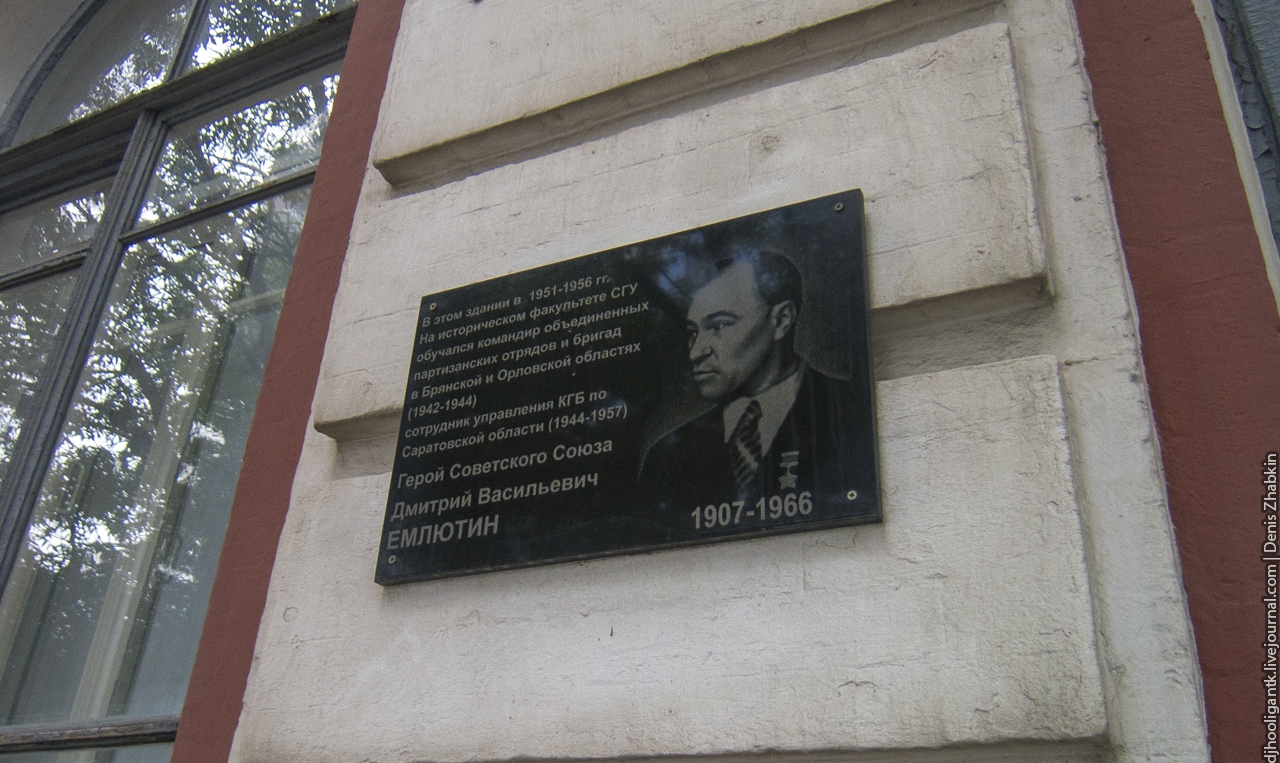 В этом здании в 1951-1956 гг.
На историческом факультете СГУ
обучался командир объединенных
партизанских отрядов и бригад
в Брянской и Орловской областях
(1942-1944)
сотрудник управления КГБ по
Саратовской области (1944-1957)
Герой Советского Союза
Дмитрий Васильевич
ЕМЛЮТИН
1907-1966
djhooligantk.livejournal.com | Denis Zhabkin